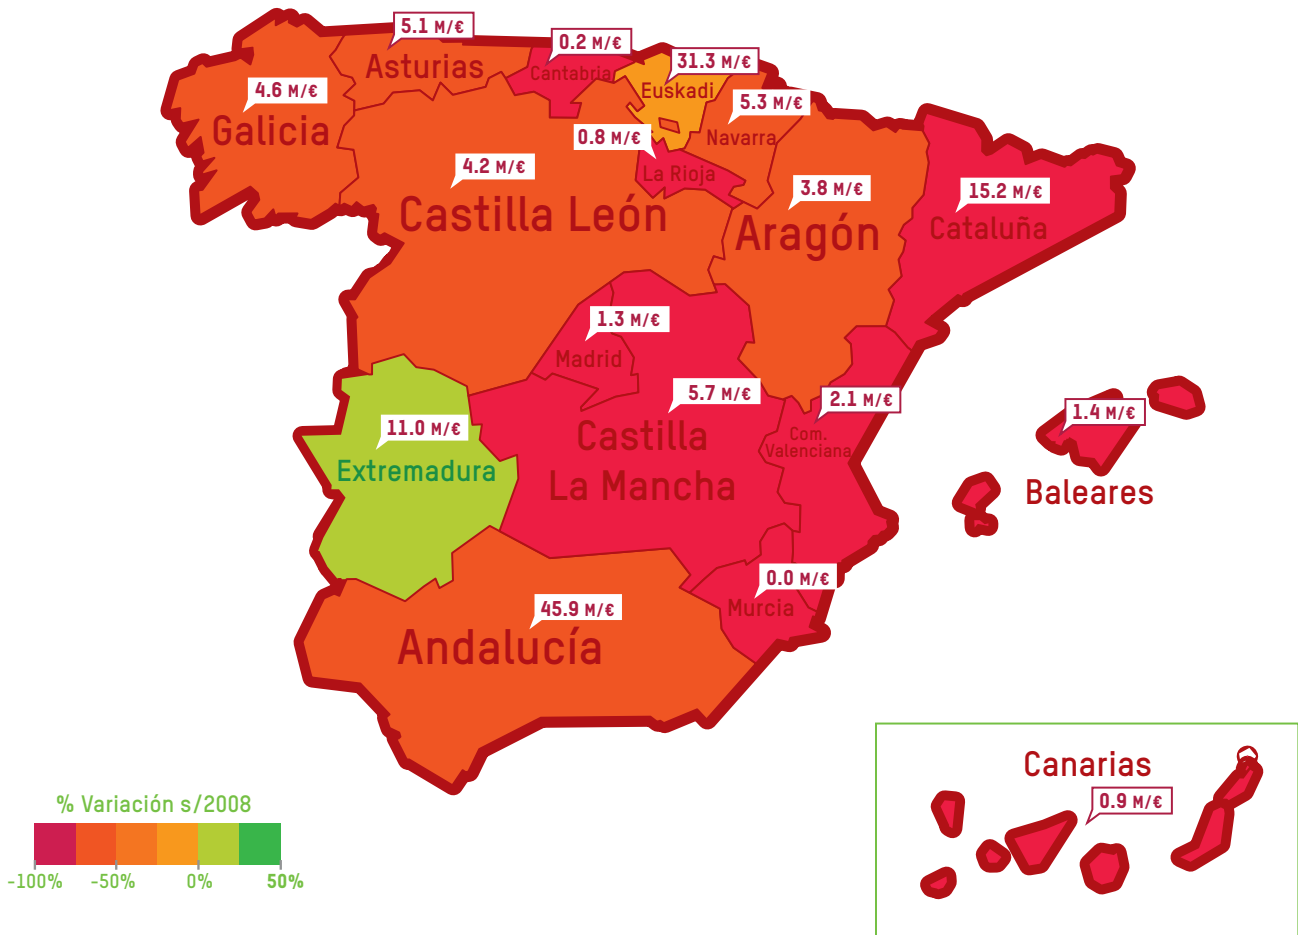 5.1 M/€
Asturias
0.2 M/€
Cantabria
31.3 M/€
Euskadi
4.6 M/€
Galicia
5.3 M/€
Navarra
0.8 M/€
La Rioja
4.2 M/€
Castilla León
3.8 M/€
Aragón
15.2 M/€
Cataluña
1.3 M/€
Madrid
5.7 M/€
Castilla
La Mancha
2.1 M/€
Com.
Valenciana
1.4 M/€
Baleares
11.0 M/€
Extremadura
0.0 M/€
Murcia
45.9 M/€
Andalucía
Canarias
0.9 M/€
% Variación s/2008
-100% -50% 0% 50%